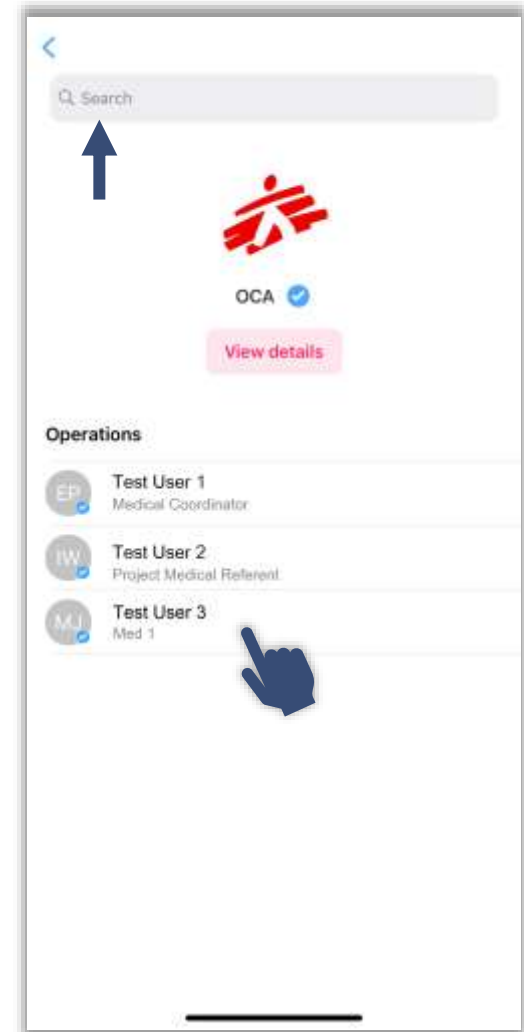 Search
OCA
View details
Operations
EP
Test User 1
Medical Coordinator
IW
Test User 2
Project Medical Referent
MJ
Test User 3
Med 1